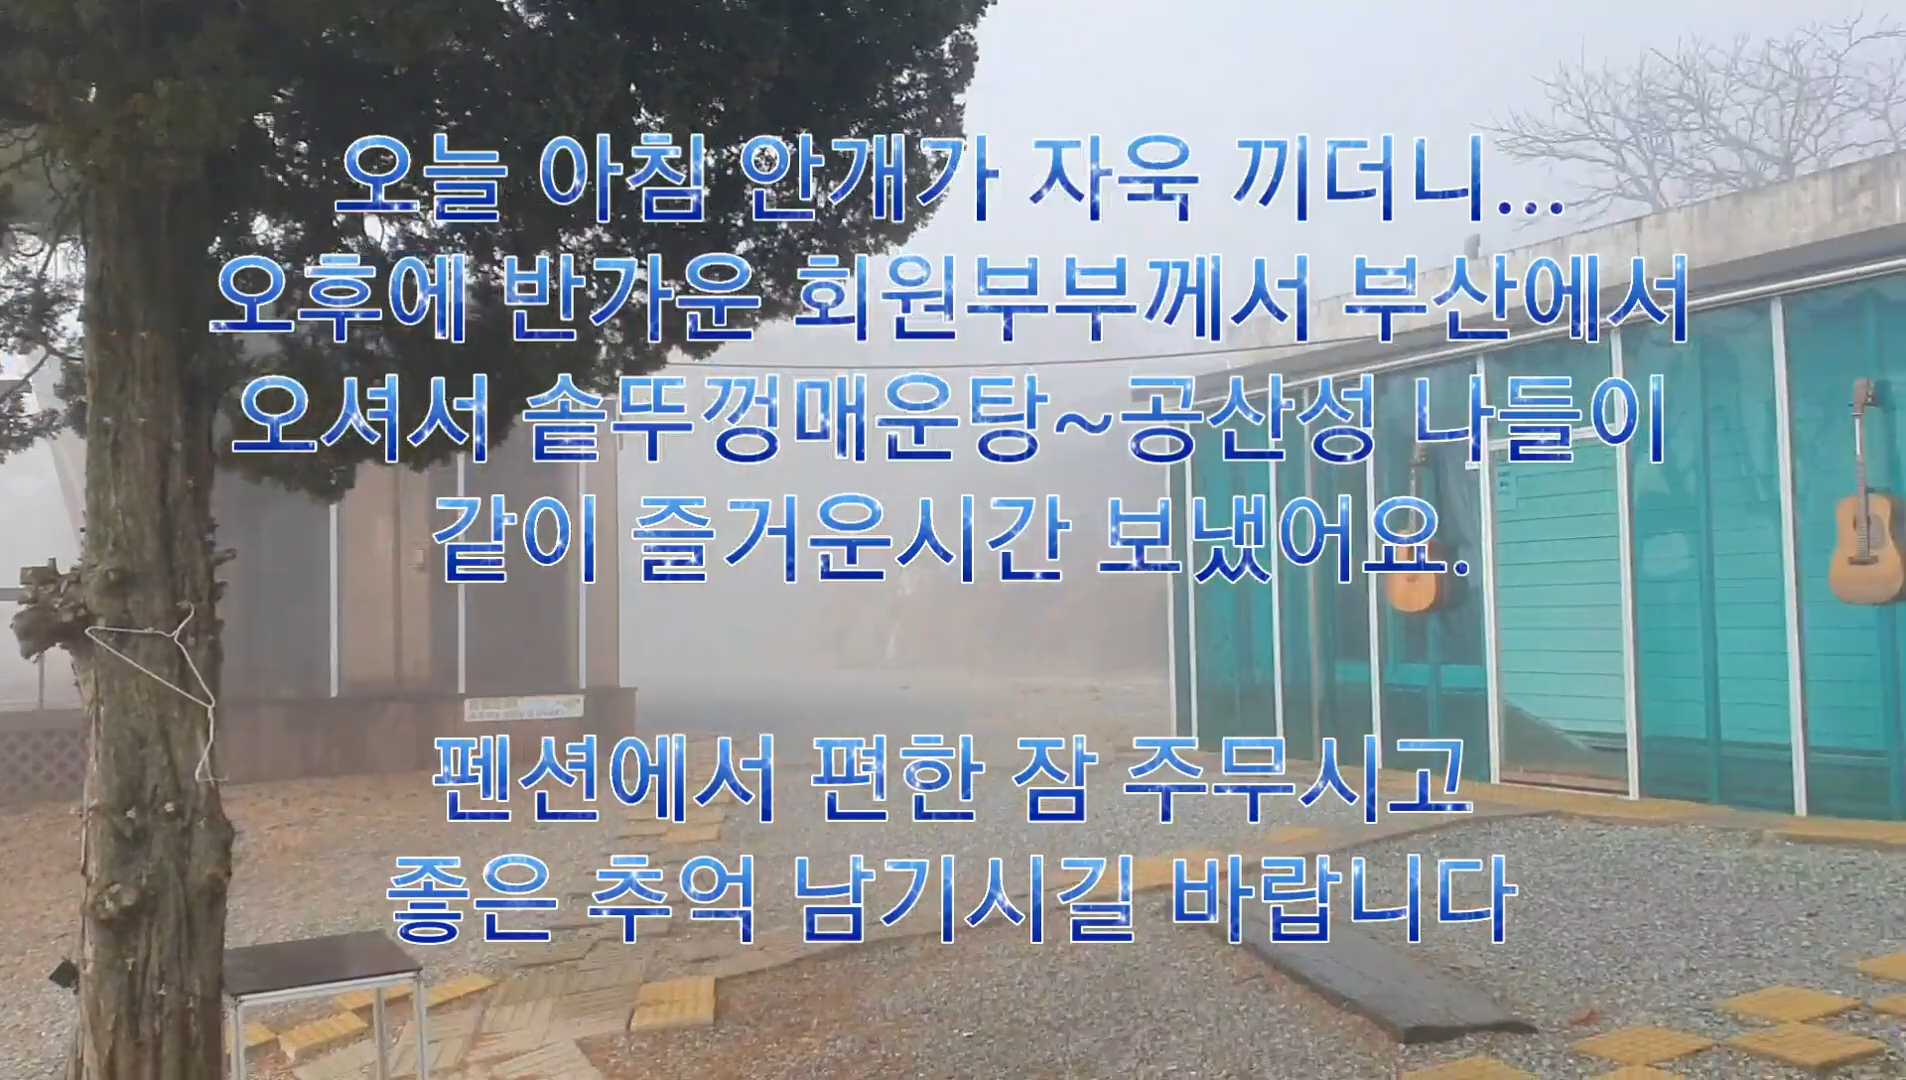 오늘 아침 안개가 자욱 끼더니...
오후에 반가운 회원부부께서 부산에서
오셔서 솥뚜껑매운탕~공산성 나들이
같이 즐거운시간 보냈어요.
펜션에서 편한 잠 주무시고
좋은 추억 남기시길 바랍니다